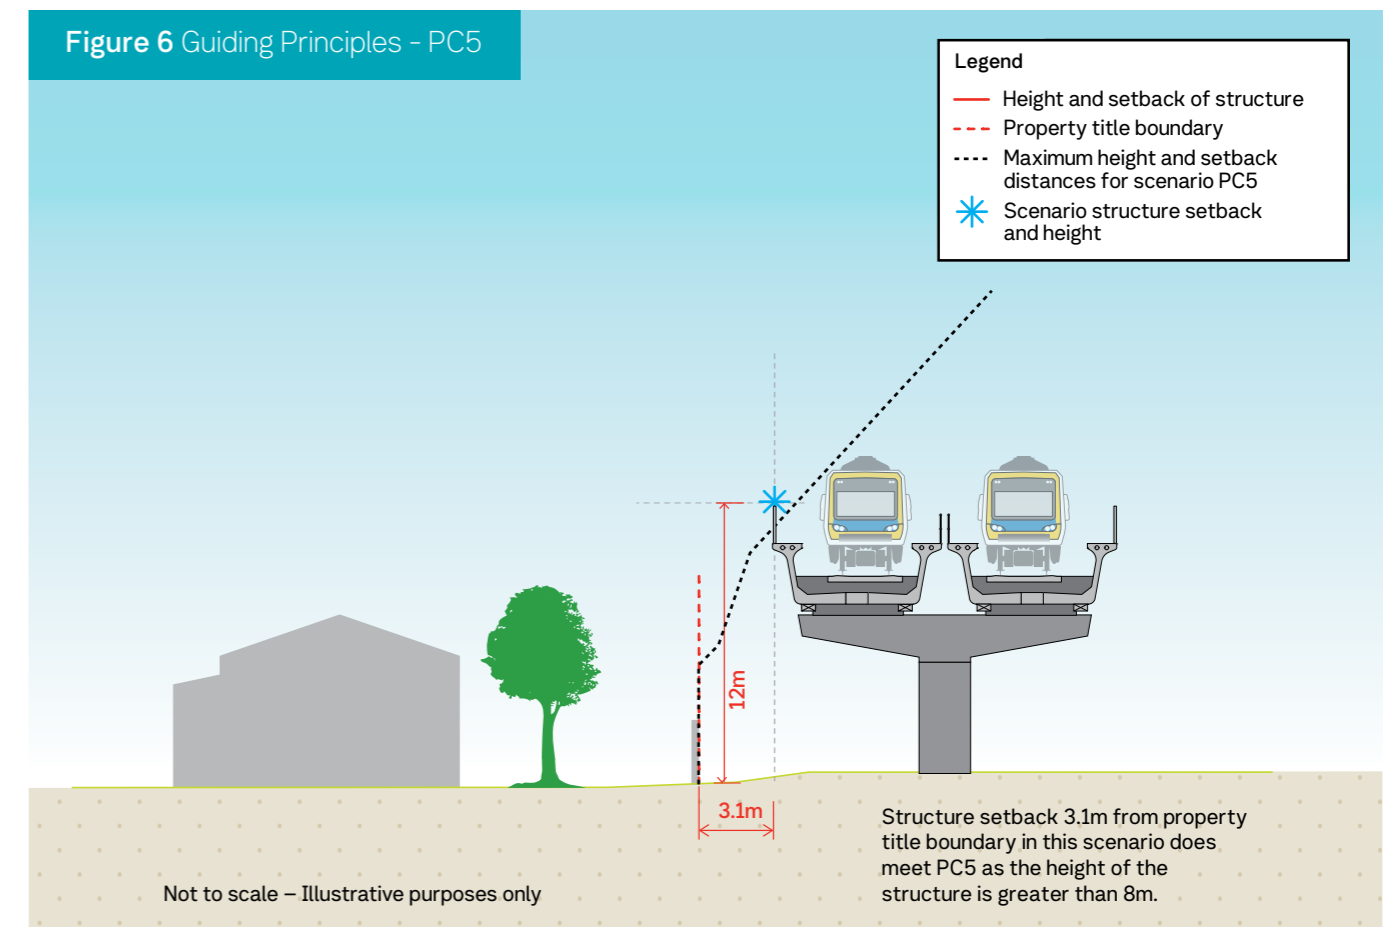 Figure 6 Guiding Principles - PC5
Legend
Height and setback of structure
Property title boundary
Maximum height and setback
distances for scenario PC5
Scenario structure setback
and height
12m
3.1m
Structure setback 3.1m from property
title boundary in this scenario does
meet PC5 as the height of the
structure is greater than 8m.
Not to scale – Illustrative purposes only